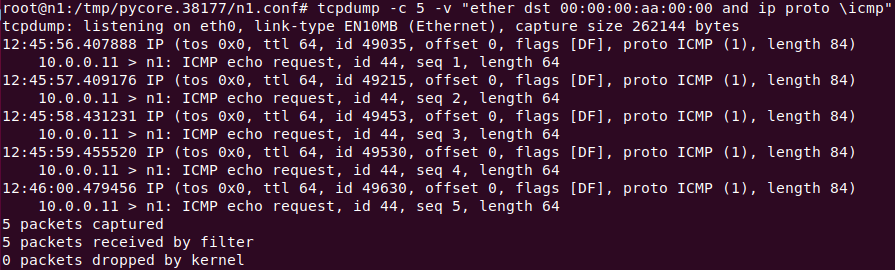 root@n1:/tmp/pycore.38177/n1.conf# tcpdump -c 5 -v "ether dst 00:00:00:aa:00:00 and ip proto \icmp"
tcpdump: listening on eth0, link-type EN10MB (Ethernet), capture size 262144 bytes
12:45:56.407888 IP (tos 0x0, ttl 64, id 49035, offset 0, flags [DF], proto ICMP (1), length 84)
    10.0.0.11 > n1: ICMP echo request, id 44, seq 1, length 64
12:45:57.409176 IP (tos 0x0, ttl 64, id 49215, offset 0, flags [DF], proto ICMP (1), length 84)
    10.0.0.11 > n1: ICMP echo request, id 44, seq 2, length 64
12:45:58.431231 IP (tos 0x0, ttl 64, id 49453, offset 0, flags [DF], proto ICMP (1), length 84)
    10.0.0.11 > n1: ICMP echo request, id 44, seq 3, length 64
12:45:59.455520 IP (tos 0x0, ttl 64, id 49530, offset 0, flags [DF], proto ICMP (1), length 84)
    10.0.0.11 > n1: ICMP echo request, id 44, seq 4, length 64
12:46:00.479456 IP (tos 0x0, ttl 64, id 49630, offset 0, flags [DF], proto ICMP (1), length 84)
    10.0.0.11 > n1: ICMP echo request, id 44, seq 5, length 64
5 packets captured
5 packets received by filter
0 packets dropped by kernel